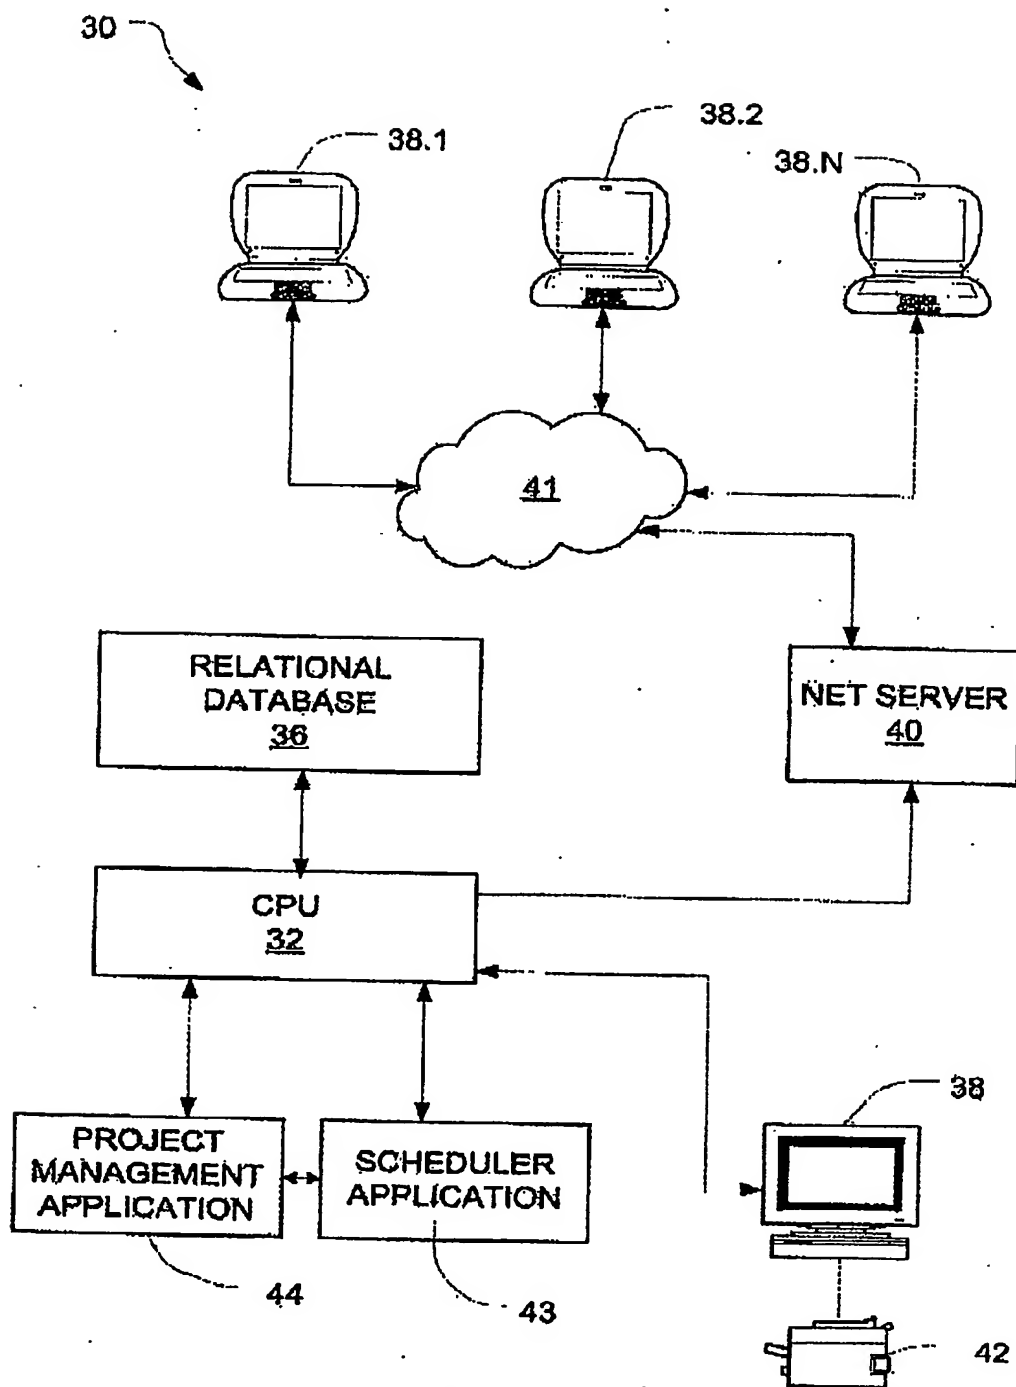 30
38.1
38.2
38.N
41
RELATIONAL
DATABASE
36
NET SERVER
40
CPU
32
38
PROJECT
MANAGEMENT
APPLICATION
SCHEDULER
APPLICATION
44
43
42